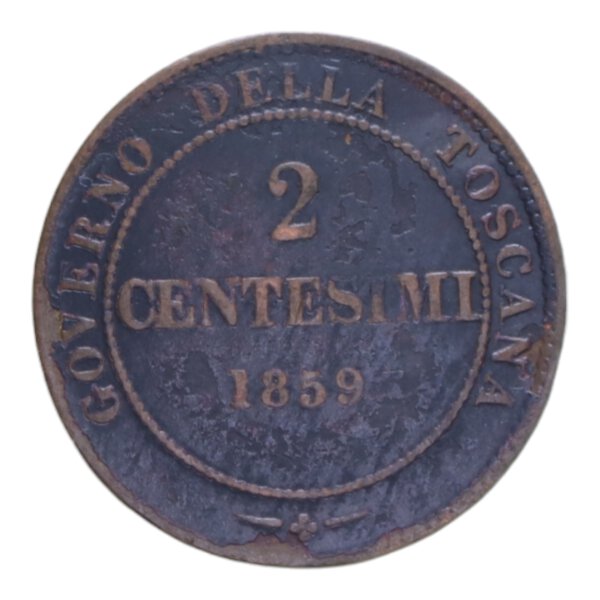 GOVERNO DELLA TOSCANA
2
CENTESIMI
1859